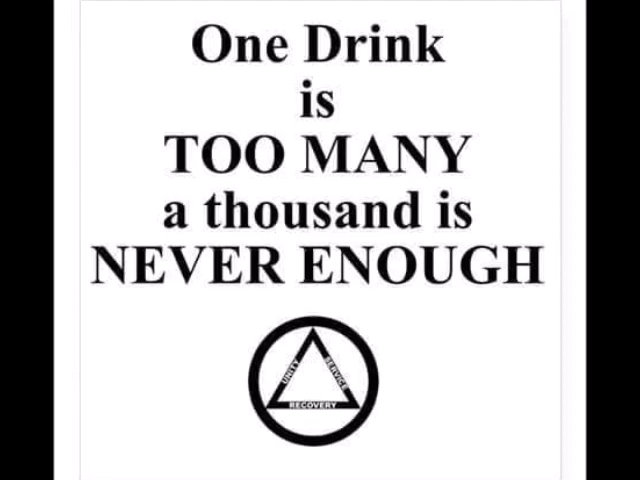 One Drink
is
TOO MANY
a thousand is
NEVER ENOUGH
UNITY
SERVICE
RECOVERY